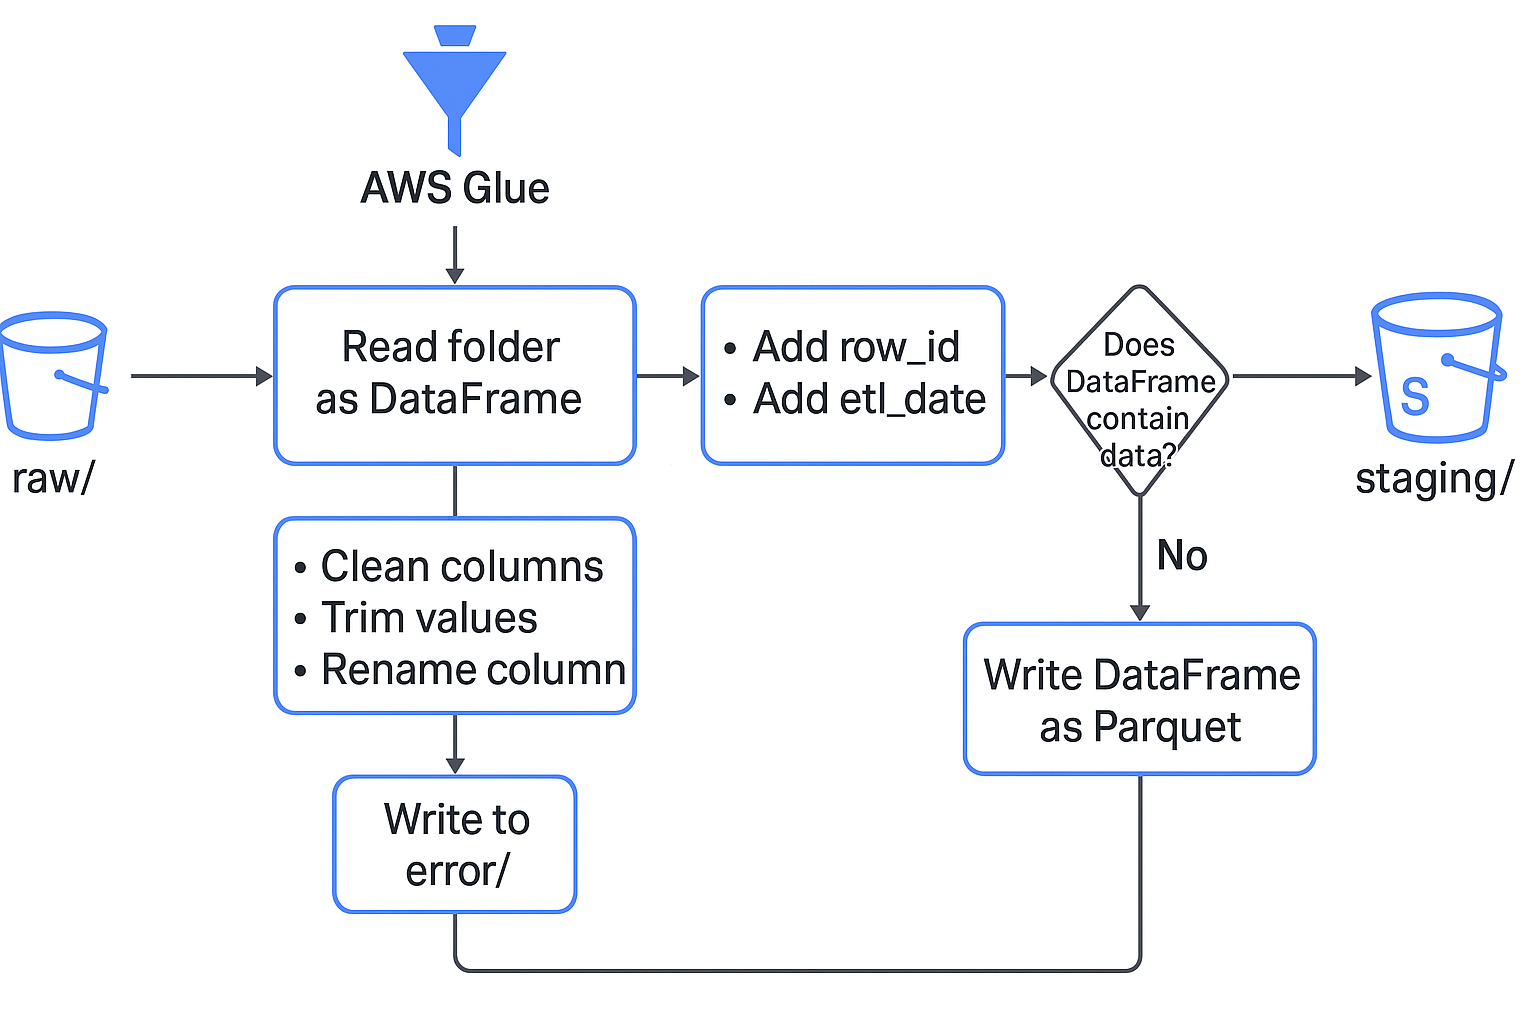 AWS Glue
raw/
Read folder
as DataFrame
• Add row_id
• Add etl_date
Does
DataFrame
contain
data?
S
staging/
No
• Clean columns
• Trim values
• Rename column
Write DataFrame
as Parquet
Write to
error/